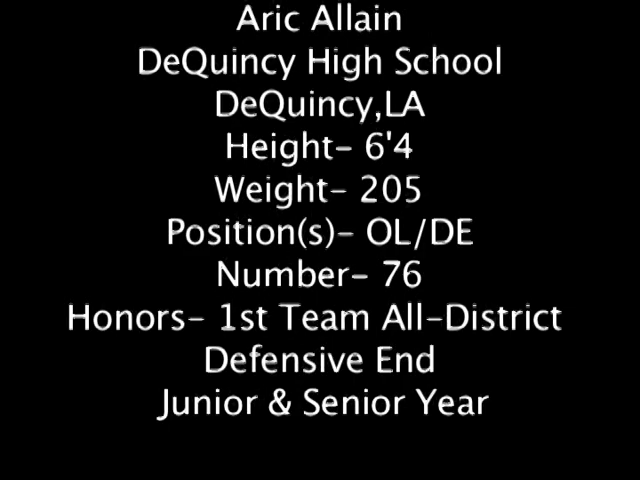 Aric Allain
DeQuincy High School
DeQuincy,LA
Height- 6'4
Weight- 205
Position(s)- OL/DE
Number- 76
Honors- 1st Team All-District
Defensive End
Junior & Senior Year